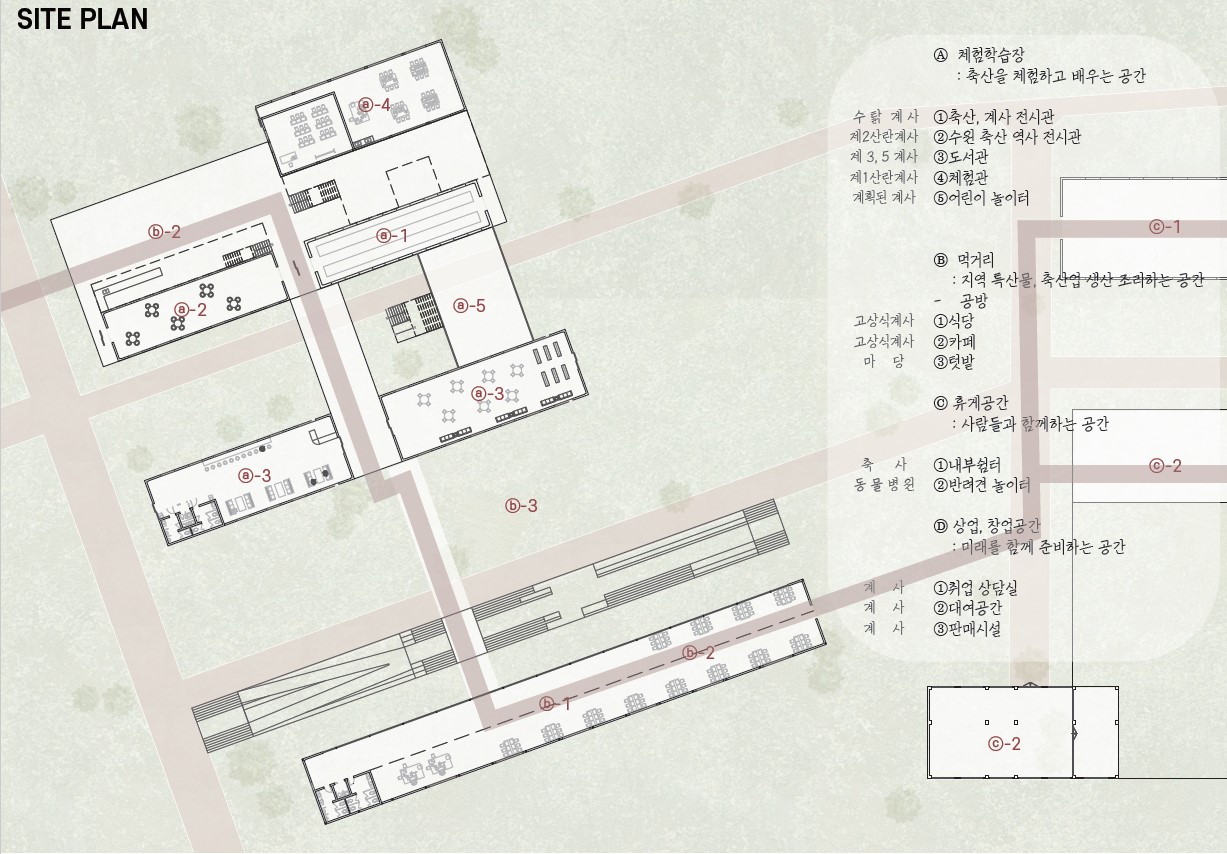 SITE PLAN
Ⓐ 체험학습장
: 축산을 체험하고 배우는 공간
수 탉 계 사 ①축산, 계사 전시관
제2산란계사 ②수원 축산 역사 전시관
계 3, 5 계사 ③도서관
제1산란계사 ④체험관
계획된 계사 ⑤어린이 놀이터
Ⓑ 먹거리
: 지역 특산물, 축산업 생산 조리하는 공간
- 공방
고상식계사 ①식당
고상식계사 ②카페
마 당 ③텃밭
Ⓒ 휴게공간
: 사람들과 함께하는 공간
축 사 ①내부쉼터
동물병원 ②반려견 놀이터
Ⓓ 상업, 창업공간
: 미래를 함께 준비하는 공간
계 사 ①취업 상담실
계 사 ②대여공간
계 사 ③판매시설
ⓐ-4
ⓑ-2
ⓐ-1
ⓐ-2
ⓐ-5
ⓐ-3
ⓐ-3
ⓑ-3
ⓑ-2
ⓑ-1
ⓒ-1
ⓒ-2
ⓒ-2